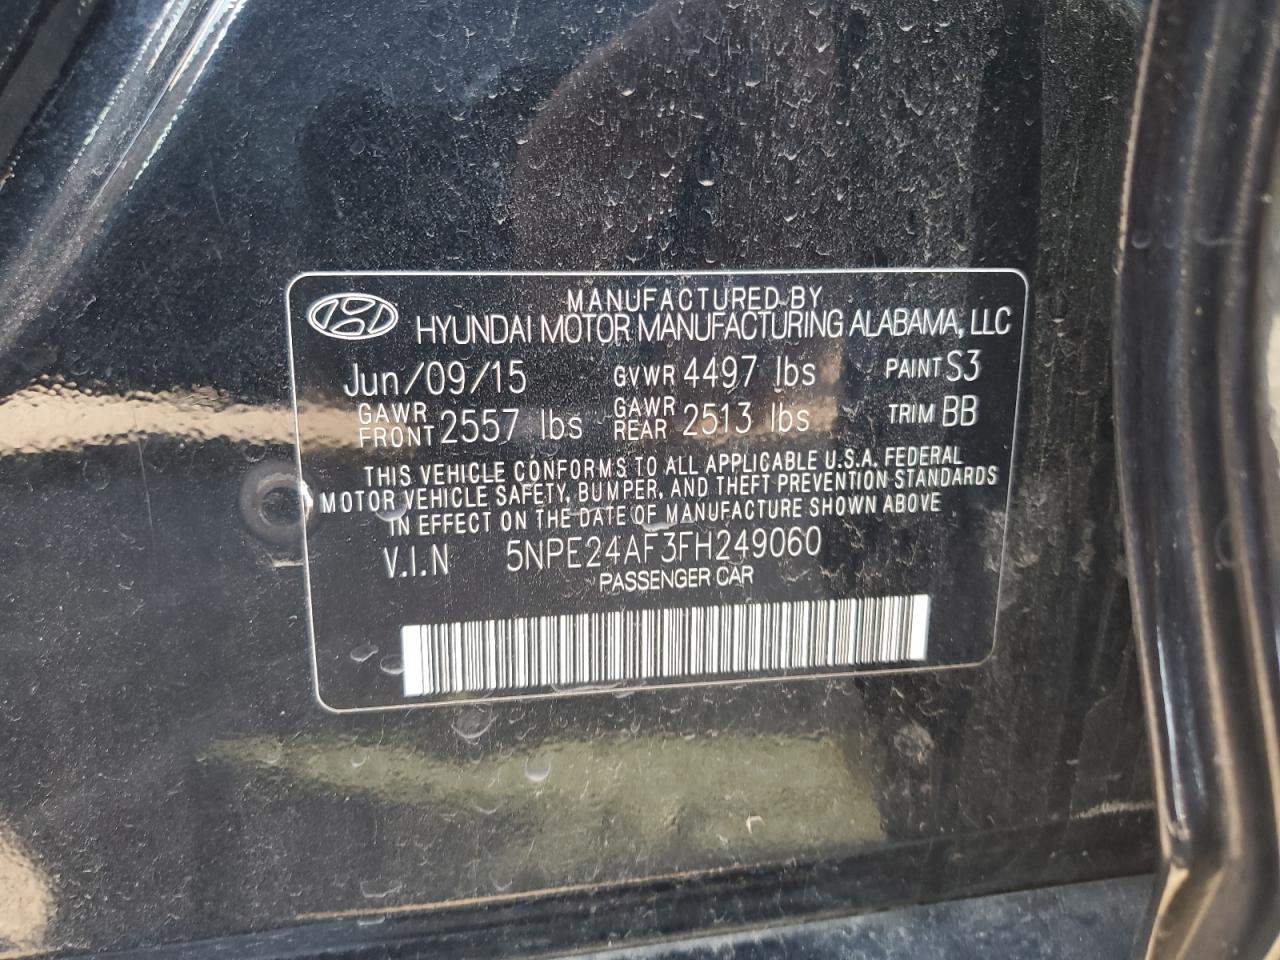 MANUFACTURED BY
HYUNDAI MOTOR MANUFACTURING ALABAMA, LLC
Jun/09/15 GVWR 4497 lbs PAINT S3
GAWR FRONT 2557 lbs GAWR REAR 2513 lbs TRIM BB
THIS VEHICLE CONFORMS TO ALL APPLICABLE U.S.A. FEDERAL
MOTOR VEHICLE SAFETY, BUMPER, AND THEFT PREVENTION STANDARDS
IN EFFECT ON THE DATE OF MANUFACTURE SHOWN ABOVE
V.I.N 5NPE24AF3FH249060
PASSENGER CAR